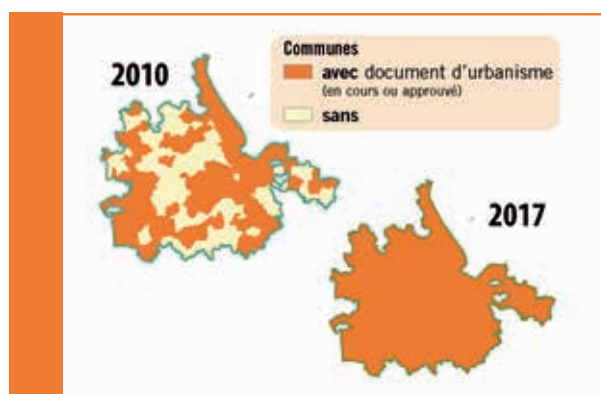 2010
Communes
avec document d'urbanisme
(en cours ou approuvé)
sans
2017